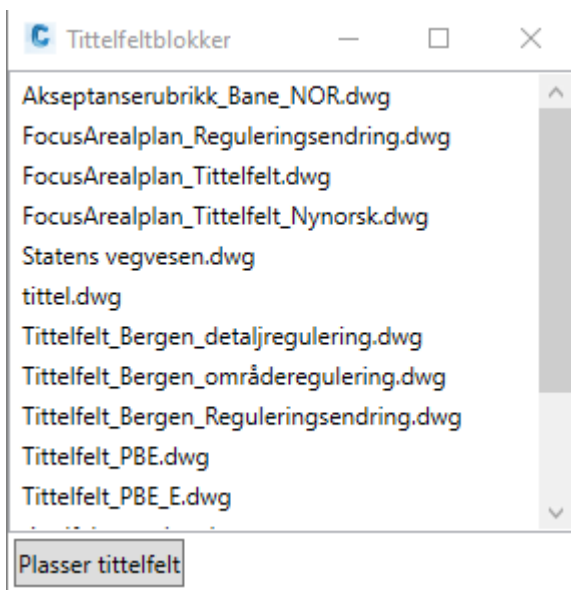 Tittelfeltblokker
Akseptanserubrikk_Bane_NOR.dwg
FocusArealplan_Reguleringsendring.dwg
FocusArealplan_Tittelfelt.dwg
FocusArealplan_Tittelfelt_Nynorsk.dwg
Statens vegvesen.dwg
tittel.dwg
Tittelfelt_Bergen_detaljregulering.dwg
Tittelfelt_Bergen_områderegulering.dwg
Tittelfelt_Bergen_Reguleringsendring.dwg
Tittelfelt_PBE.dwg
Tittelfelt_PBE_E.dwg
Plasser tittelfelt